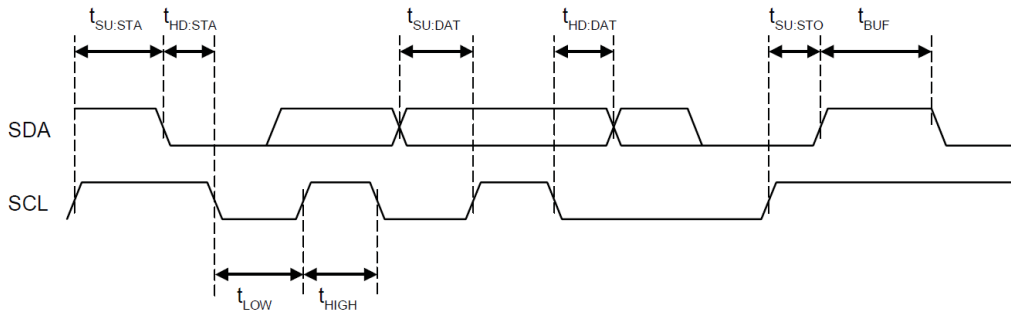 tSU:STA tHD:STA tSU:DAT tHD:DAT tSU:STO tBUF
SDA
SCL
tLOW tHIGH